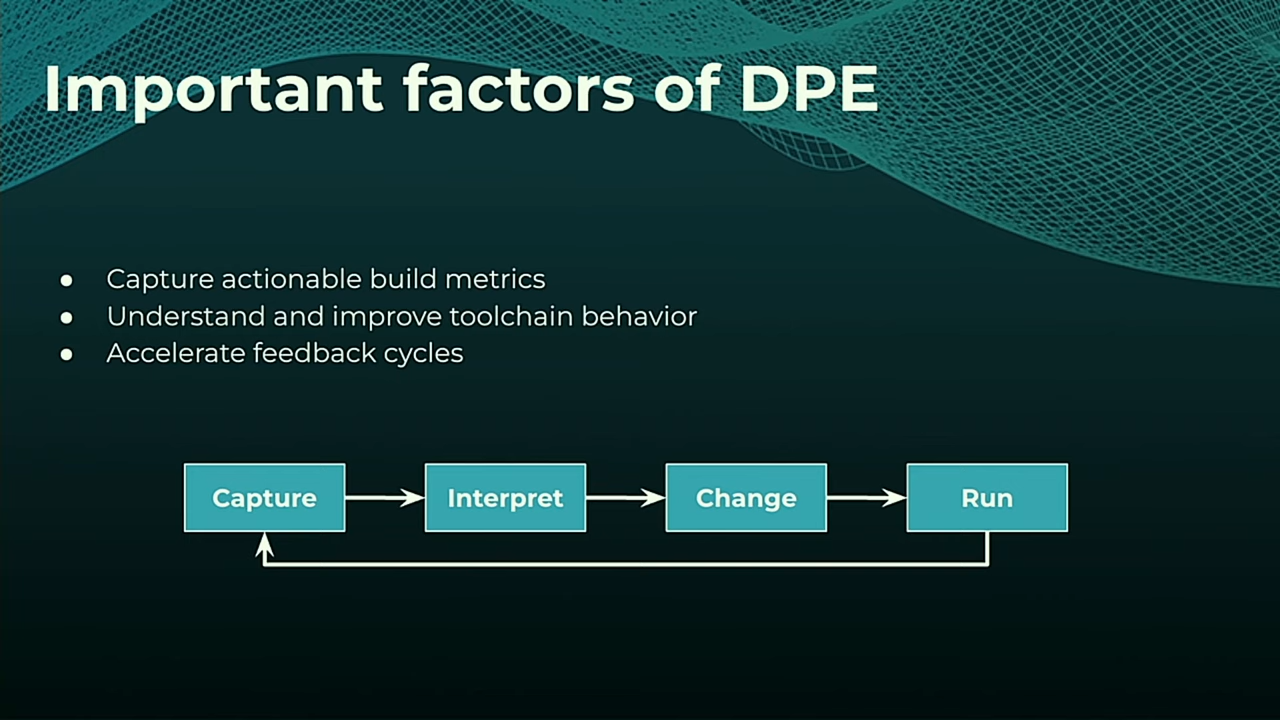 Important factors of DPE
● Capture actionable build metrics
● Understand and improve toolchain behavior
● Accelerate feedback cycles
Capture
Interpret
Change
Run